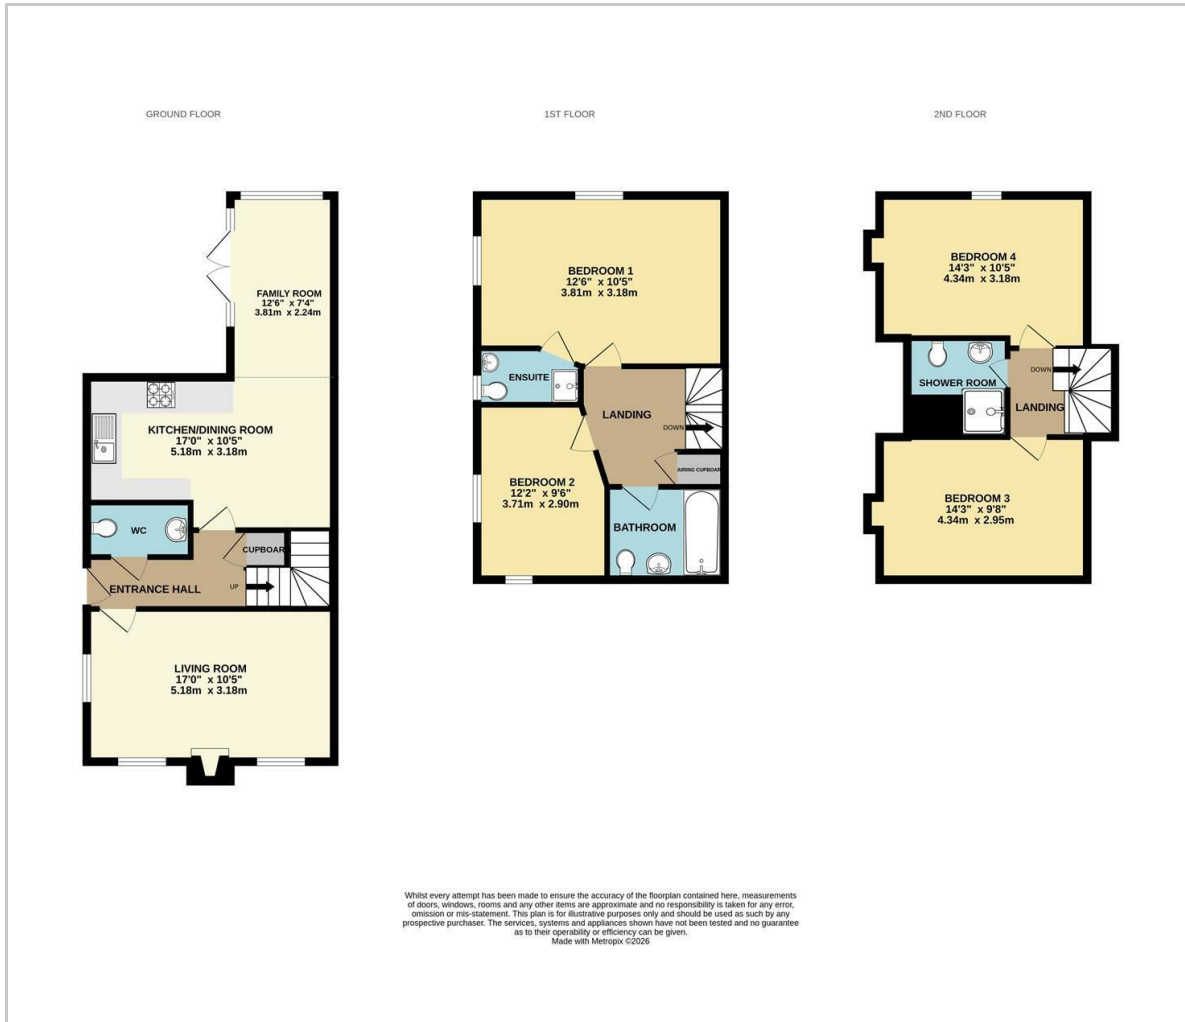 GROUND FLOOR
1ST FLOOR
2ND FLOOR
FAMILY ROOM
12'6" x 7'4"
3.81m x 2.24m
KITCHEN/DINING ROOM
17'0" x 10'5"
5.18m x 3.18m
WC
CUPBOAR
ENTRANCE HALL
UP
LIVING ROOM
17'0" x 10'5"
5.18m x 3.18m
BEDROOM 1
12'6" x 10'5"
3.81m x 3.18m
ENSUITE
LANDING
DOWN
AIRING CUPBOAR
BEDROOM 2
12'2" x 9'6"
3.71m x 2.90m
BATHROOM
BEDROOM 4
14'3" x 10'5"
4.34m x 3.18m
SHOWER ROOM
DOWN
LANDING
BEDROOM 3
14'3" x 9'8"
4.34m x 2.95m
Whilst every attempt has been made to ensure the accuracy of the floorplan contained here, measurements
of doors, windows, rooms and any other items are approximate and no responsibility is taken for any error,
omission or mis-statement. This plan is for illustrative purposes only and should be used as such by any
prospective purchaser. The services, systems and appliances shown have not been tested and no guarantee
as to their operability or efficiency can be given.
Made with Metropix ©2026